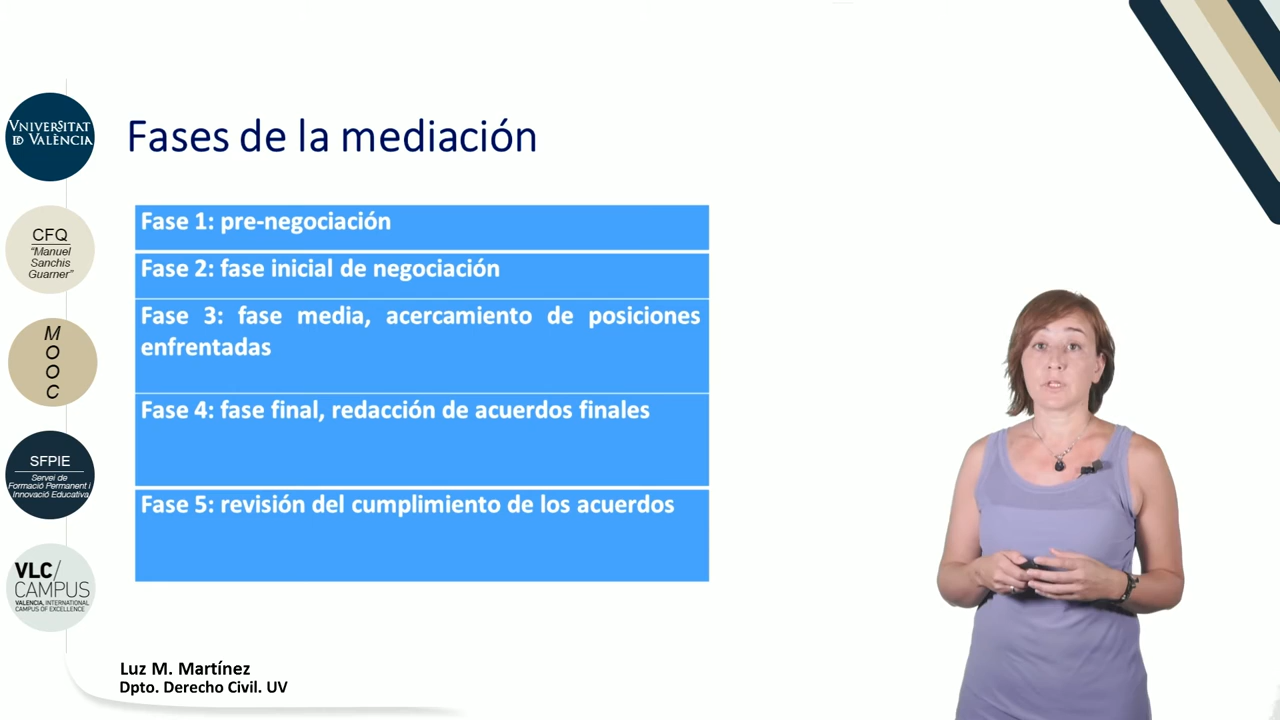 Fases de la mediación
VNIVERSITAT
ED VALÈNCIA
CFQ
"Manuel
Sanchis
Guarner"
M
O
O
C
SFPIE
Servei de
Formació Permanent i
Innovació Educativa
VLC/
CAMPUS
VALENCIA, INTERNATIONAL
CAMPUS OF EXCELLENCE
Fase 1: pre-negociación
Fase 2: fase inicial de negociación
Fase 3: fase media, acercamiento de posiciones
enfrentadas
Fase 4: fase final, redacción de acuerdos finales
Fase 5: revisión del cumplimiento de los acuerdos
Luz M. Martínez
Dpto. Derecho Civil. UV